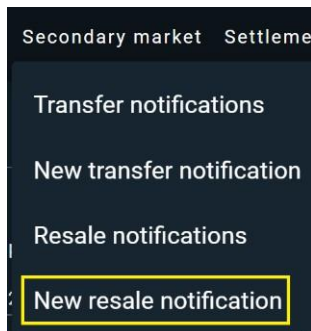 Secondary market Settleme
Transfer notifications
New transfer notification
Resale notifications
New resale notification